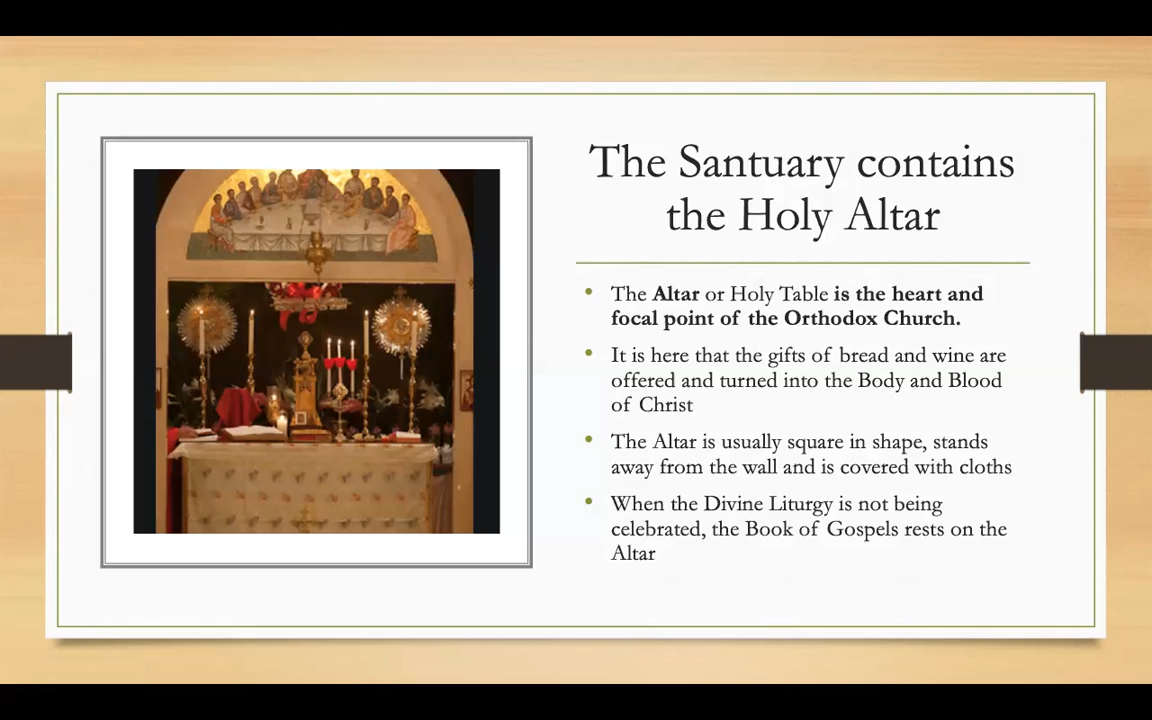 The Santuary contains
the Holy Altar
• The Altar or Holy Table is the heart and
focal point of the Orthodox Church.
• It is here that the gifts of bread and wine are
offered and turned into the Body and Blood
of Christ
• The Altar is usually square in shape, stands
away from the wall and is covered with cloths
• When the Divine Liturgy is not being
celebrated, the Book of Gospels rests on the
Altar